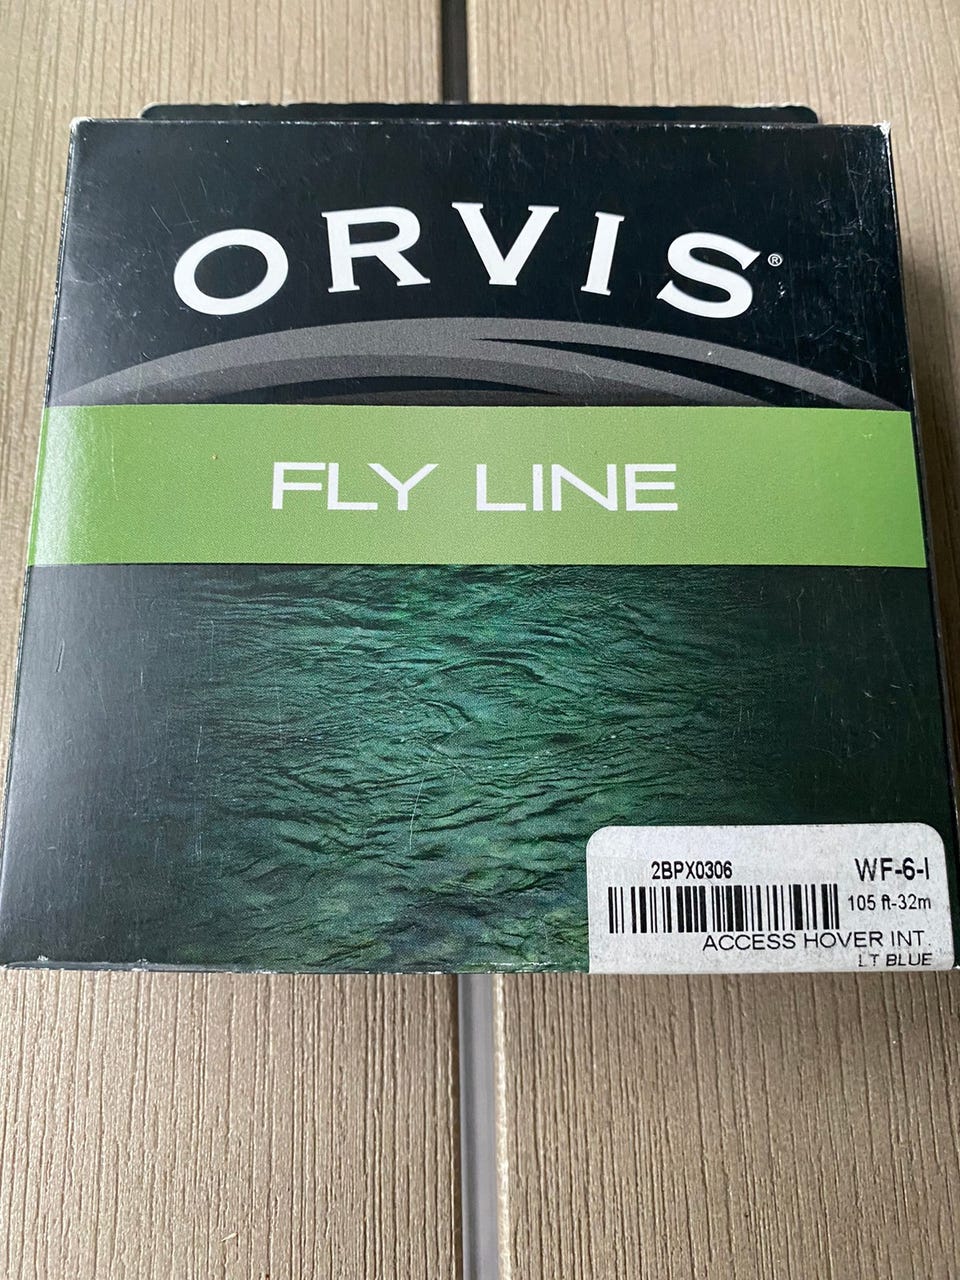 ORVIS®
FLY LINE
2BPX0306 WF-6-I
105 ft-32m
ACCESS HOVER INT.
LT BLUE